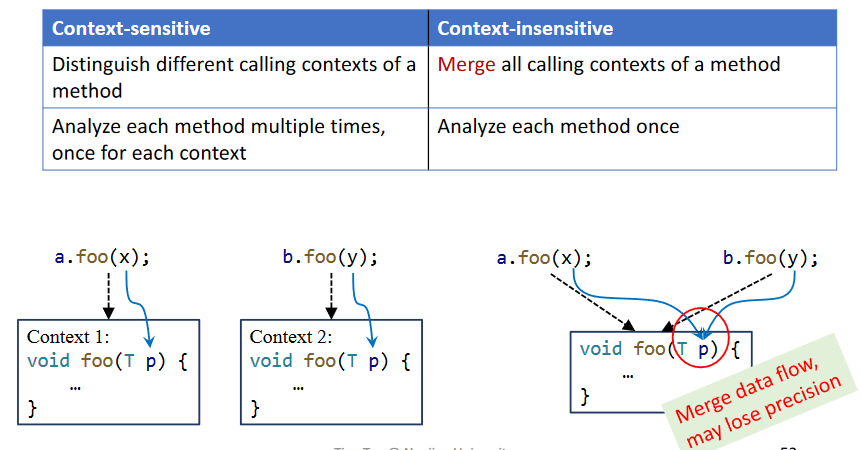 Context-sensitive
Context-insensitive
Distinguish different calling contexts of a
method
Merge all calling contexts of a method
Analyze each method multiple times,
once for each context
Analyze each method once
a.foo(x);
b.foo(y);
a.foo(x);
b.foo(y);
Context 1:
void foo(T p) {
…
}
Context 2:
void foo(T p) {
…
}
void foo(T p) {
…
}
Merge data flow,
may lose precision